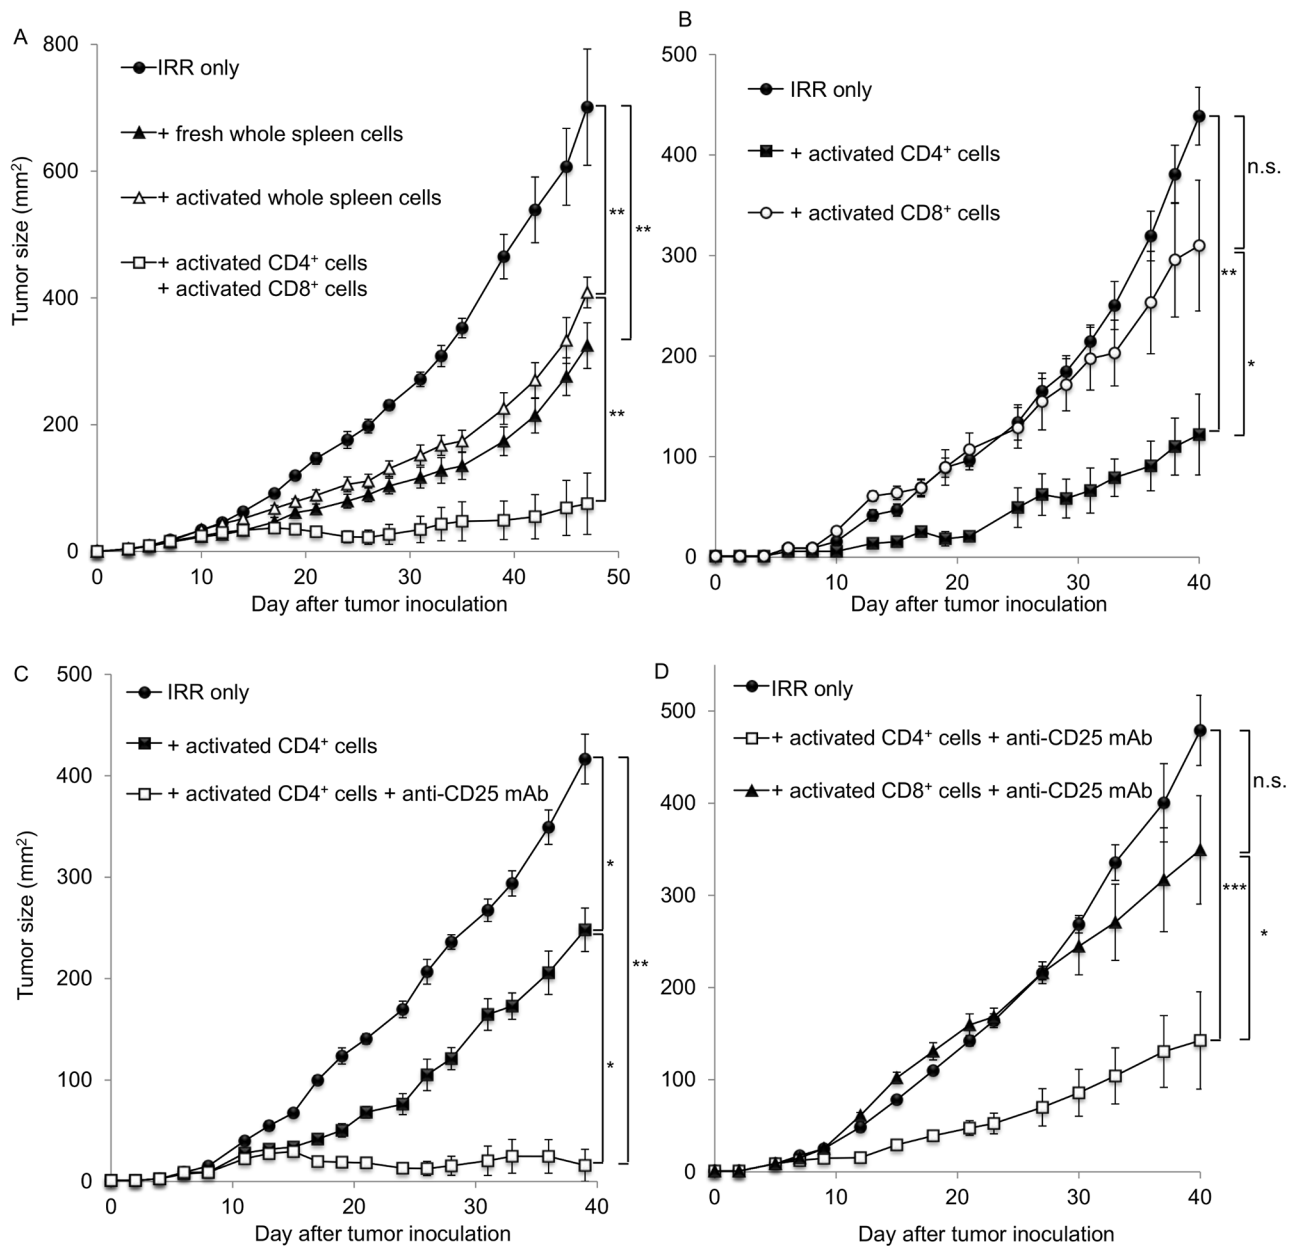 A
800
600
400
200
0
Tumor size (mm²)
IRR only
+ fresh whole spleen cells
+ activated whole spleen cells
+ activated CD4⁺ cells
+ activated CD8⁺ cells
**
**
**
0 10 20 30 40 50
Day after tumor inoculation
B
500
400
300
200
100
0
IRR only
+ activated CD4⁺ cells
+ activated CD8⁺ cells
n.s.
**
*
0 10 20 30 40
Day after tumor inoculation
C
500
400
300
200
100
0
Tumor size (mm²)
IRR only
+ activated CD4⁺ cells
+ activated CD4⁺ cells + anti-CD25 mAb
*
**
*
0 10 20 30 40
Day after tumor inoculation
D
500
400
300
200
100
0
IRR only
+ activated CD4⁺ cells + anti-CD25 mAb
+ activated CD8⁺ cells + anti-CD25 mAb
n.s.
***
*
0 10 20 30 40
Day after tumor inoculation